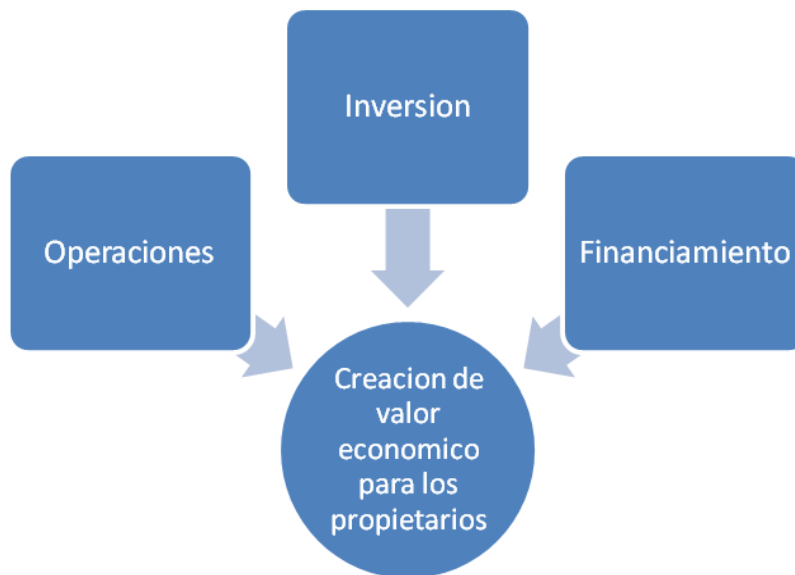 Inversion
Operaciones
Financiamiento
Creacion de
valor
economico
para los
propietarios